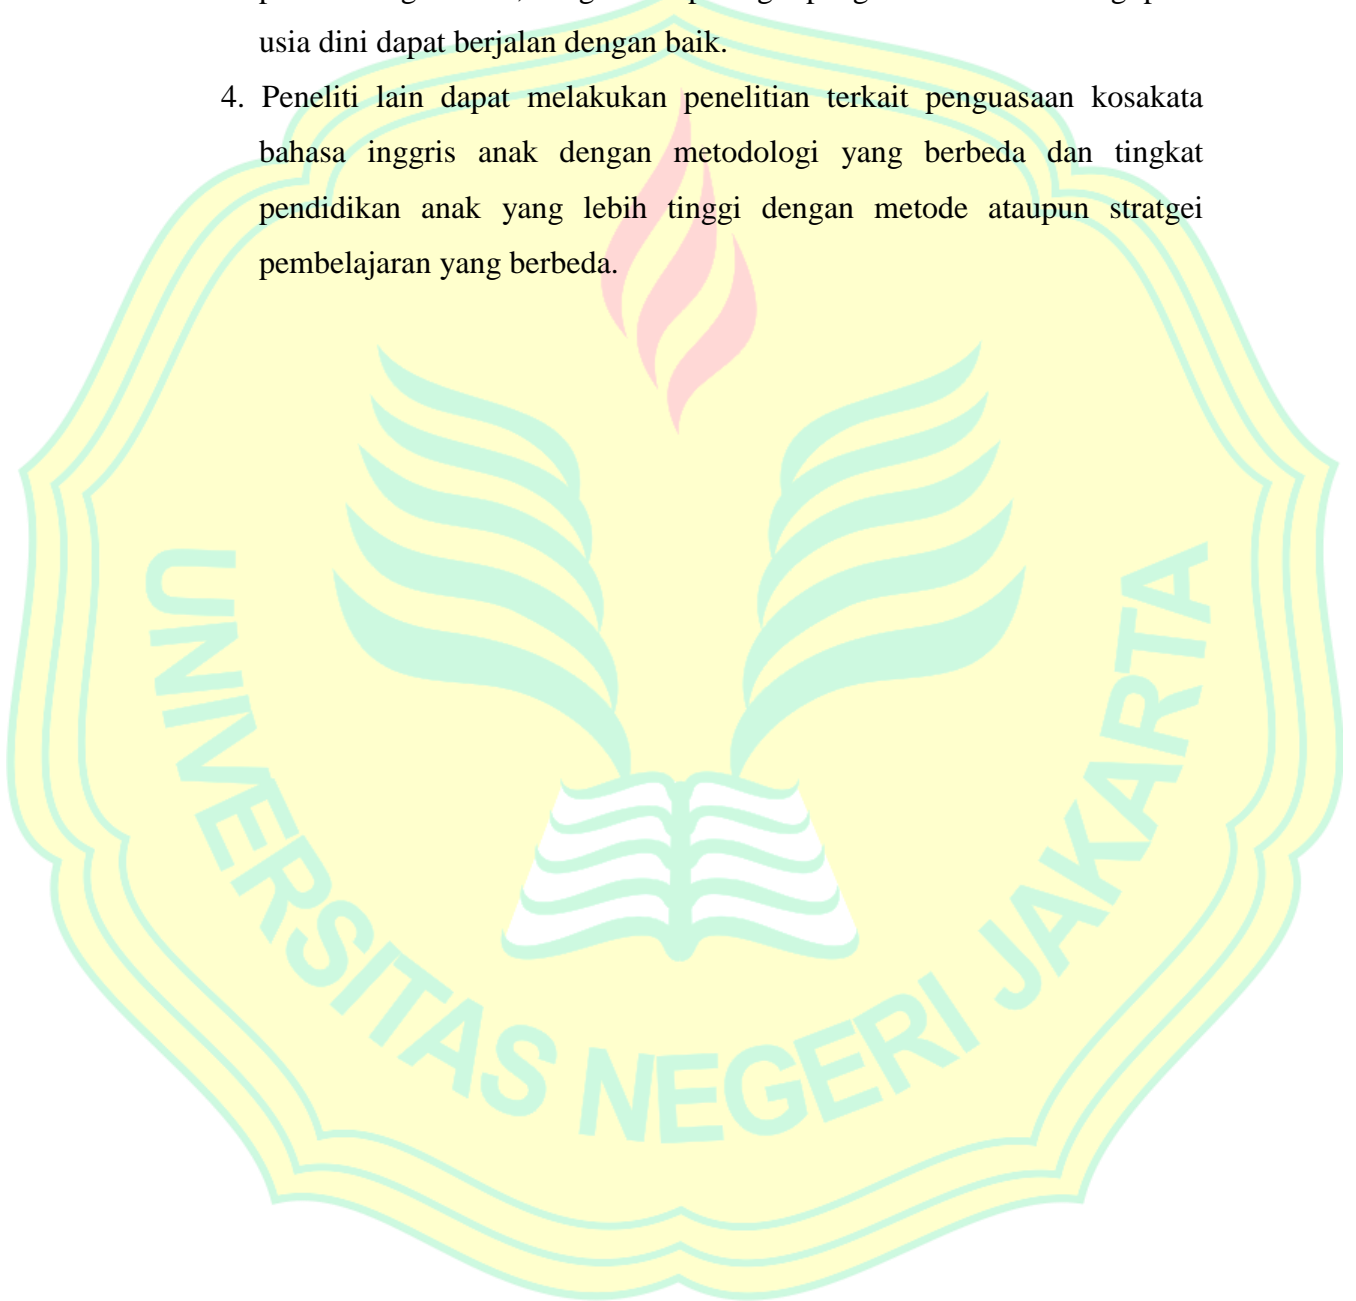 usia dini dapat berjalan dengan baik.
4. Peneliti lain dapat melakukan penelitian terkait penguasaan kosakata
bahasa inggris anak dengan metodologi yang berbeda dan tingkat
pendidikan anak yang lebih tinggi dengan metode ataupun stratgei
pembelajaran yang berbeda.
UNIVERSITAS NEGERI JAKARTA